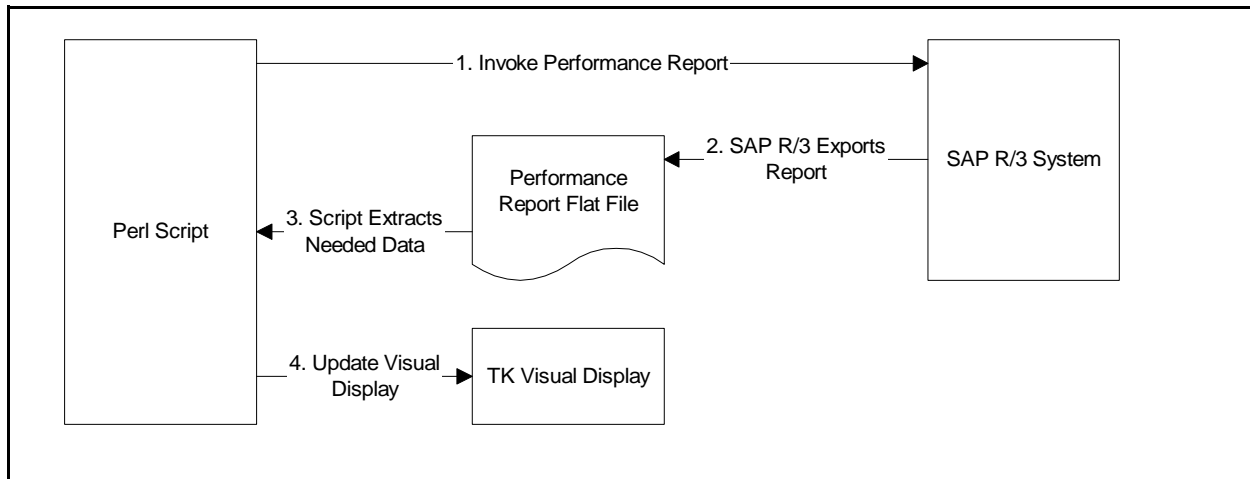 1. Invoke Performance Report
2. SAP R/3 Exports
Report
SAP R/3 System
Performance
Report Flat File
3. Script Extracts
Needed Data
Perl Script
4. Update Visual
Display
TK Visual Display